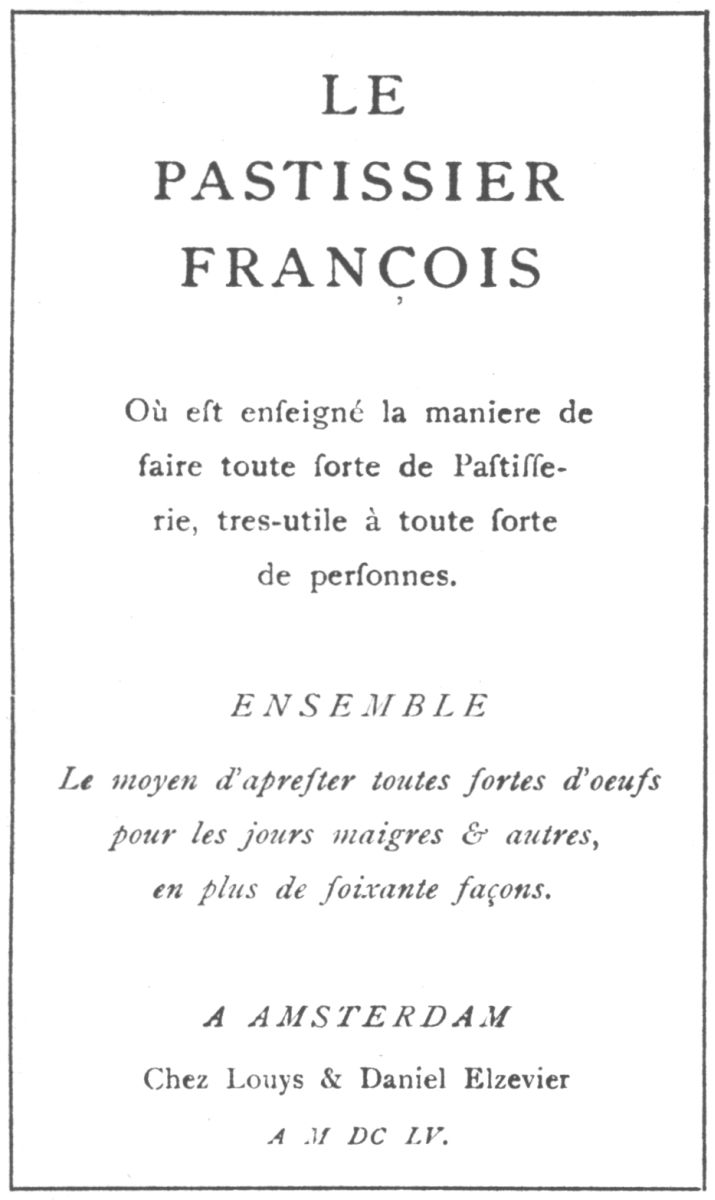 LE
PASTISSIER
FRANÇOIS
Où eſt enſeigné la maniere de
faire toute ſorte de Paſtiſſe-
rie, tres-utile à toute ſorte
de perſonnes.
ENSEMBLE
Le moyen d'apreſter toutes ſortes d'oeufs
pour les jours maigres & autres,
en plus de ſoixante façons.
A AMSTERDAM
Chez Louys & Daniel Elzevier
A M DC LV.